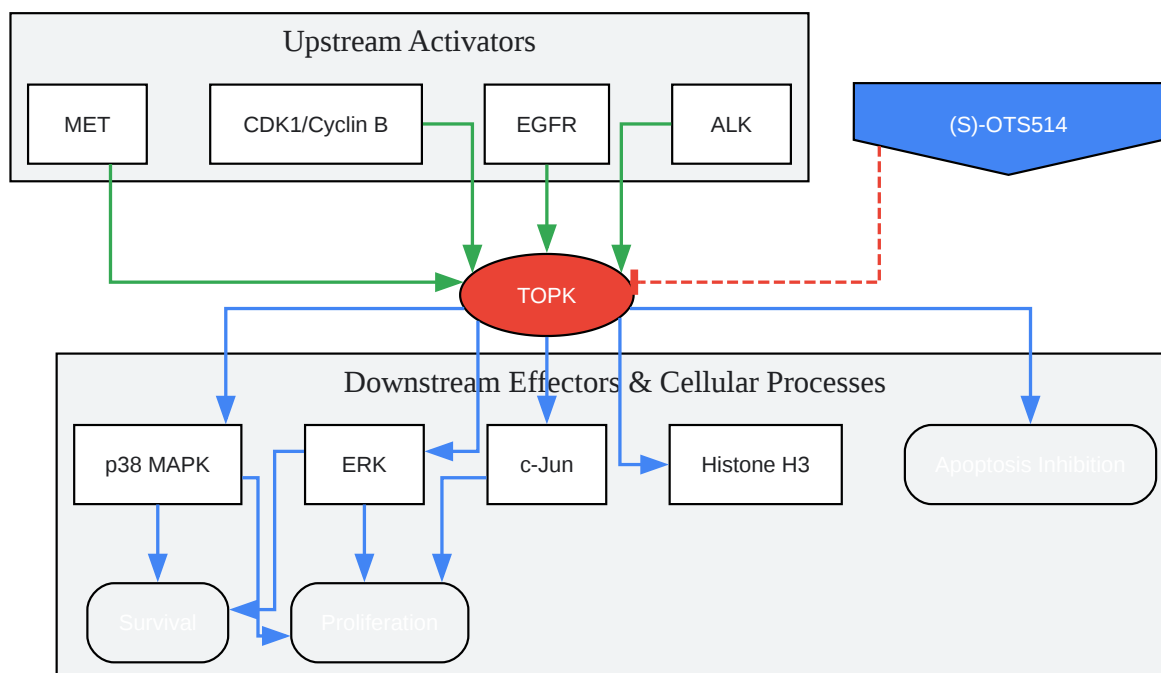 Upstream Activators
MET
CDK1/Cyclin B
EGFR
ALK
(S)-OTS514
TOPK
Downstream Effectors & Cellular Processes
p38 MAPK
ERK
c-Jun
Histone H3
Apoptosis Inhibition
Survival
Proliferation